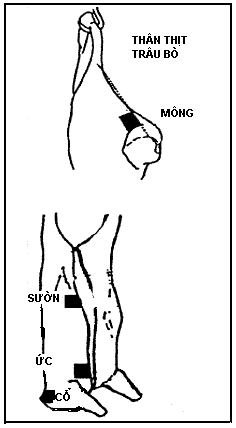 THÂN THỊT
TRÂU BÒ
MÔNG
SƯỜN
ỨC
CỔ